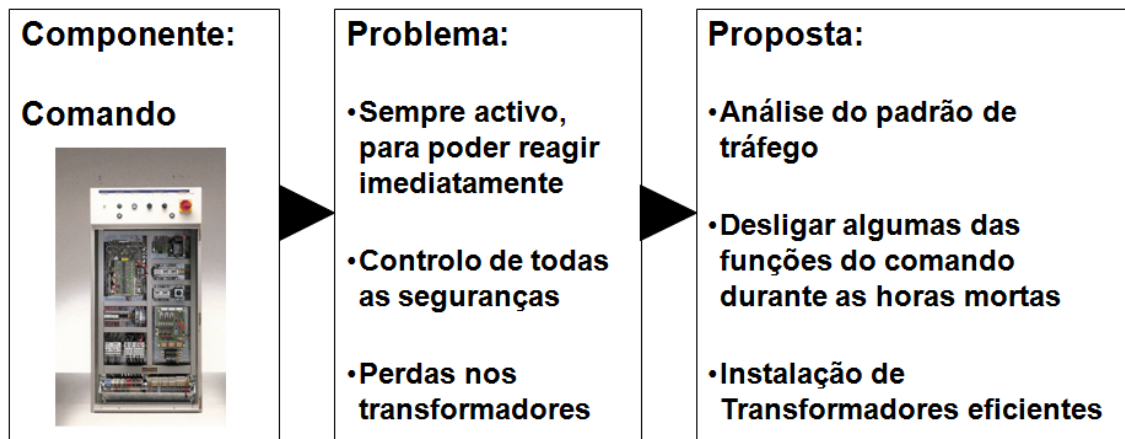 Componente:
Comando
Problema:
•Sempre activo,
para poder reagir
imediatamente
•Controlo de todas
as seguranças
•Perdas nos
transformadores
Proposta:
•Análise do padrão de
tráfego
•Desligar algumas das
funções do comando
durante as horas mortas
•Instalação de
Transformadores eficientes